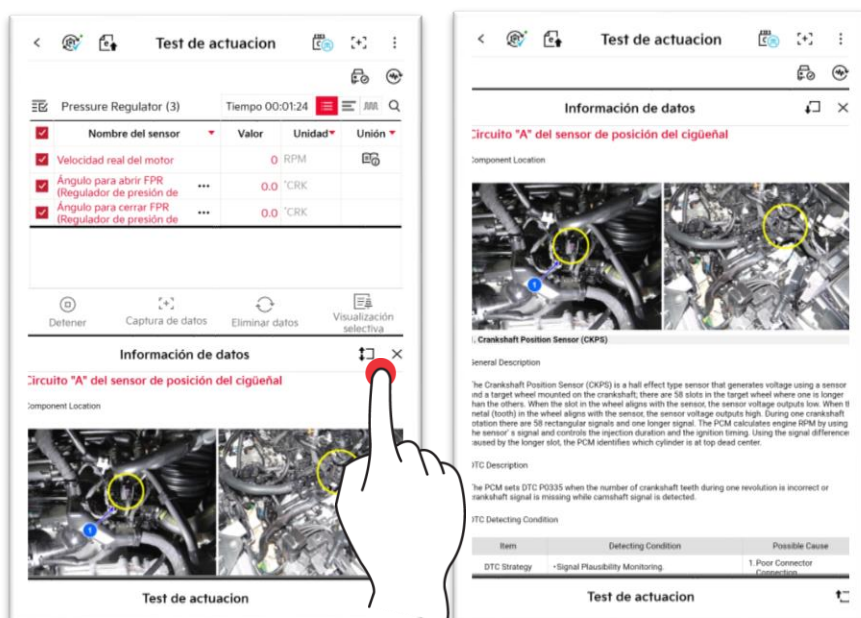 Test de actuacion
Pressure Regulator (3) Tiempo 00:01:24
Nombre del sensor Valor Unidad Unión
Velocidad real del motor 0 RPM
Ángulo para abrir FPR
(Regulador de presión de ••• 0.0 °CRK
Ángulo para cerrar FPR
(Regulador de presión de ••• 0.0 °CRK
Detener Captura de datos Eliminar datos Visualización
selectiva
Información de datos
Circuito "A" del sensor de posición del cigüeñal
Component Location
1
Test de actuacion
Test de actuacion
Información de datos
Circuito "A" del sensor de posición del cigüeñal
Component Location
1
. Crankshaft Position Sensor (CKPS)
General Description
The Crankshaft Position Sensor (CKPS) is a hall effect type sensor that generates voltage using a sensor
and a target wheel mounted on the crankshaft; there are 58 slots in the target wheel where one is longer
than the others. When the slot in the wheel aligns with the sensor, the sensor voltage outputs low. When t
metal (tooth) in the wheel aligns with the sensor, the sensor voltage outputs high. During one crankshaft
rotation there are 58 rectangular signals and one longer signal. The PCM calculates engine RPM by using
the sensor's signal and controls the injection duration and the ignition timing. Using the signal difference
caused by the longer slot, the PCM identifies which cylinder is at top dead center.
DTC Description
The PCM sets DTC P0335 when the number of crankshaft teeth during one revolution is incorrect or
crankshaft signal is missing while camshaft signal is detected.
DTC Detecting Condition
Item Detecting Condition Possible Cause
DTC Strategy •Signal Plausibility Monitoring. 1. Poor Connector
Connection
Test de actuacion